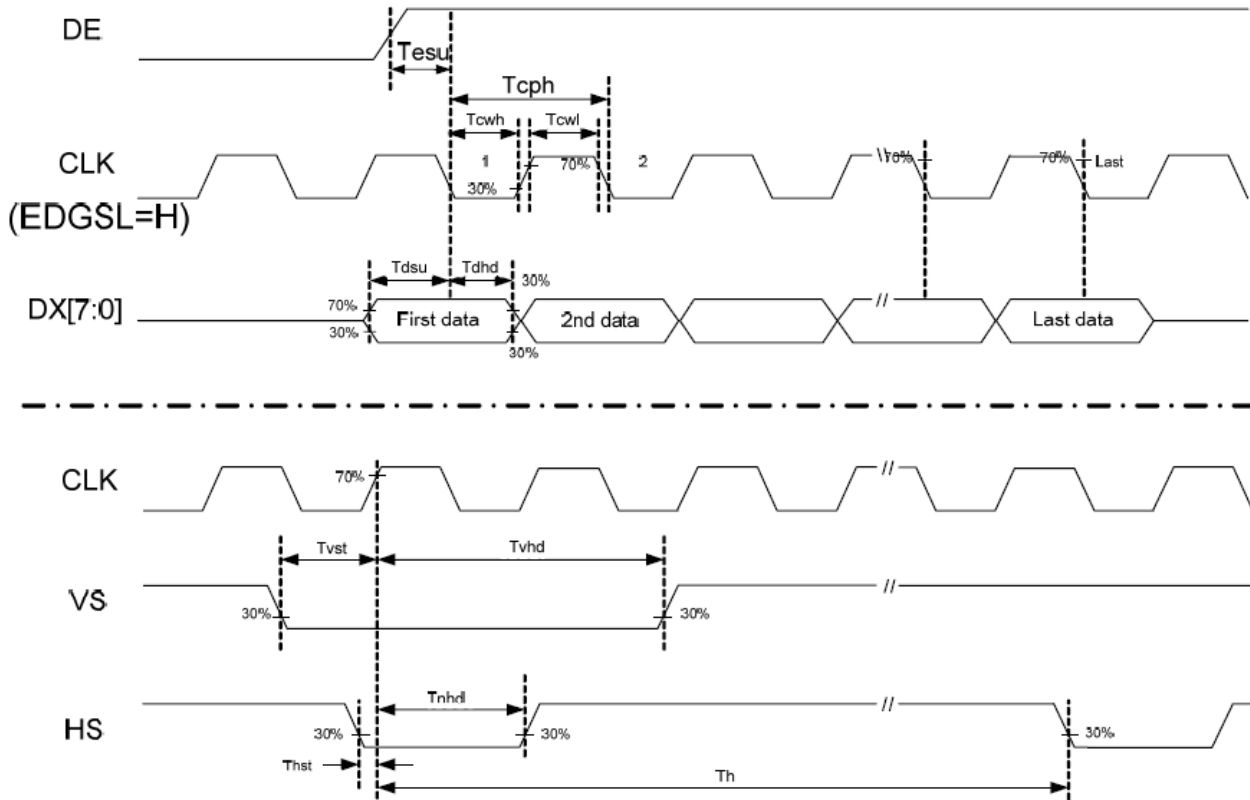 DE
Tesu
Tcph
Tcwh
Tcwl
CLK
1
70%
2
70%
70%
Last
30%
(EDGSL=H)
Tdsu
Tdhd
30%
DX[7:0]
70%
First data
2nd data
//
Last data
30%
30%
CLK
70%
//
Tvst
Tvhd
VS
30%
30%
//
Tnhd
HS
30%
30%
//
30%
Thst
Th